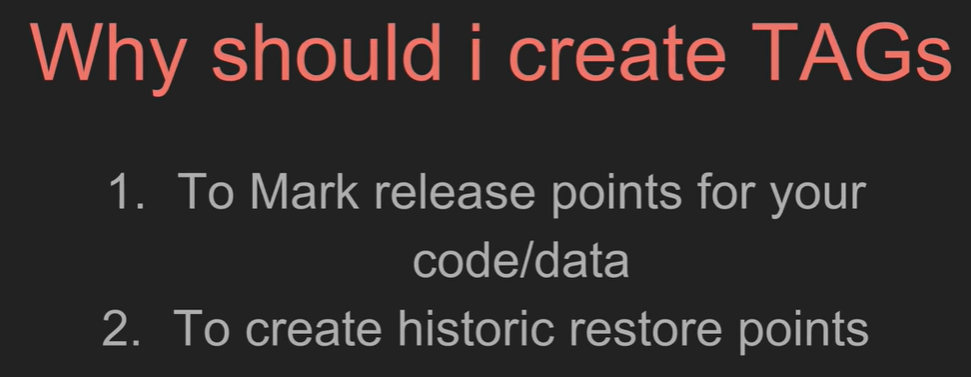 Why should i create TAGs
1. To Mark release points for your
code/data
2. To create historic restore points